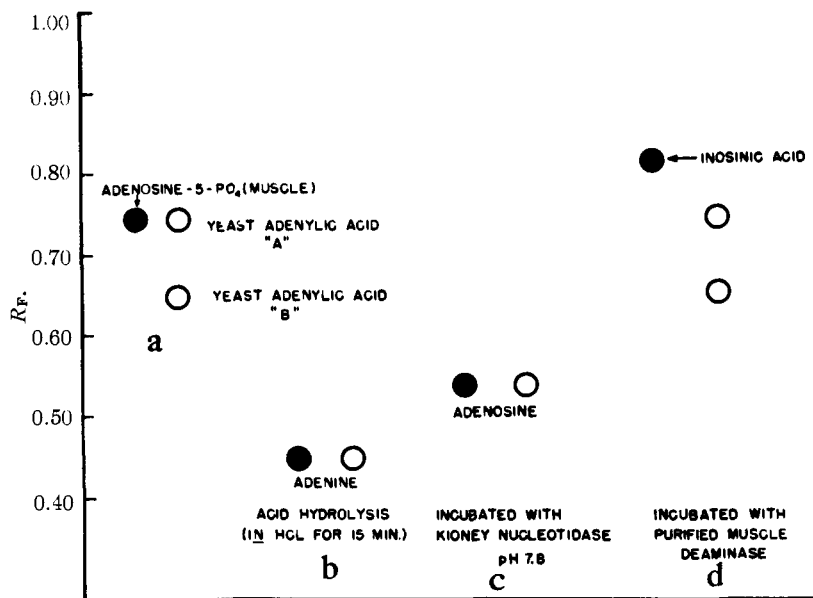 1.00
0.90
0.80
0.70
0.60
0.50
0.40
R_F.
ADENOSINE-5-PO₄(MUSCLE)
YEAST ADENYLIC ACID
"A"
YEAST ADENYLIC ACID
"B"
a
ADENINE
ACID HYDROLYSIS
(IN HCL FOR 15 MIN.)
b
ADENOSINE
INCUBATED WITH
KIDNEY NUCLEOTIDASE
pH 7.8
c
INOSINIC ACID
INCUBATED WITH
PURIFIED MUSCLE
DEAMINASE
d